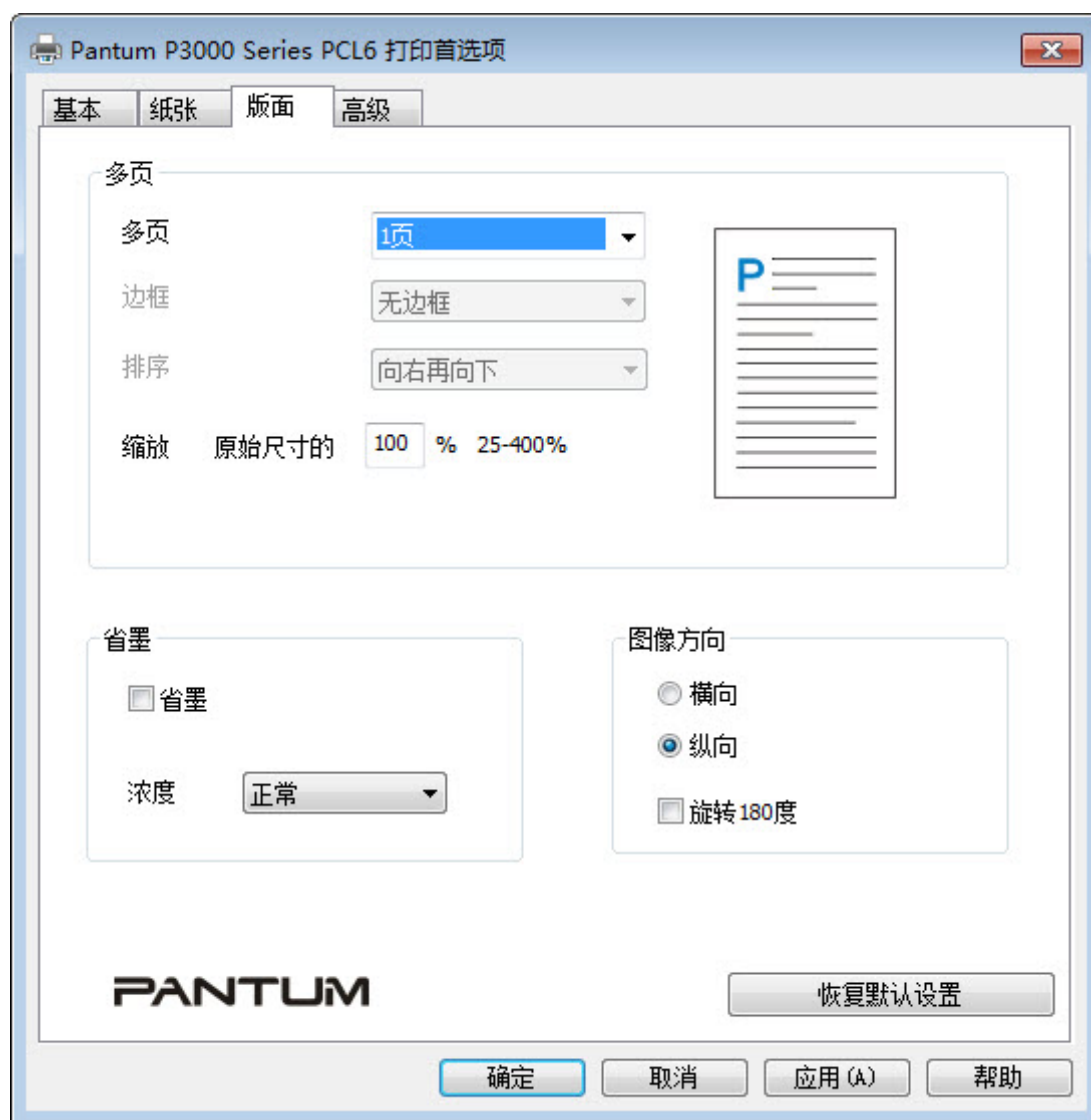 Pantum P3000 Series PCL6 打印首选项
基本 纸张 版面 高级
多页
多页 1页
边框 无边框
排序 向右再向下
缩放 原始尺寸的 100 % 25-400%
P
省墨
省墨
浓度 正常
图像方向
横向
纵向
旋转180度
PANTUM
恢复默认设置
确定 取消 应用(A) 帮助